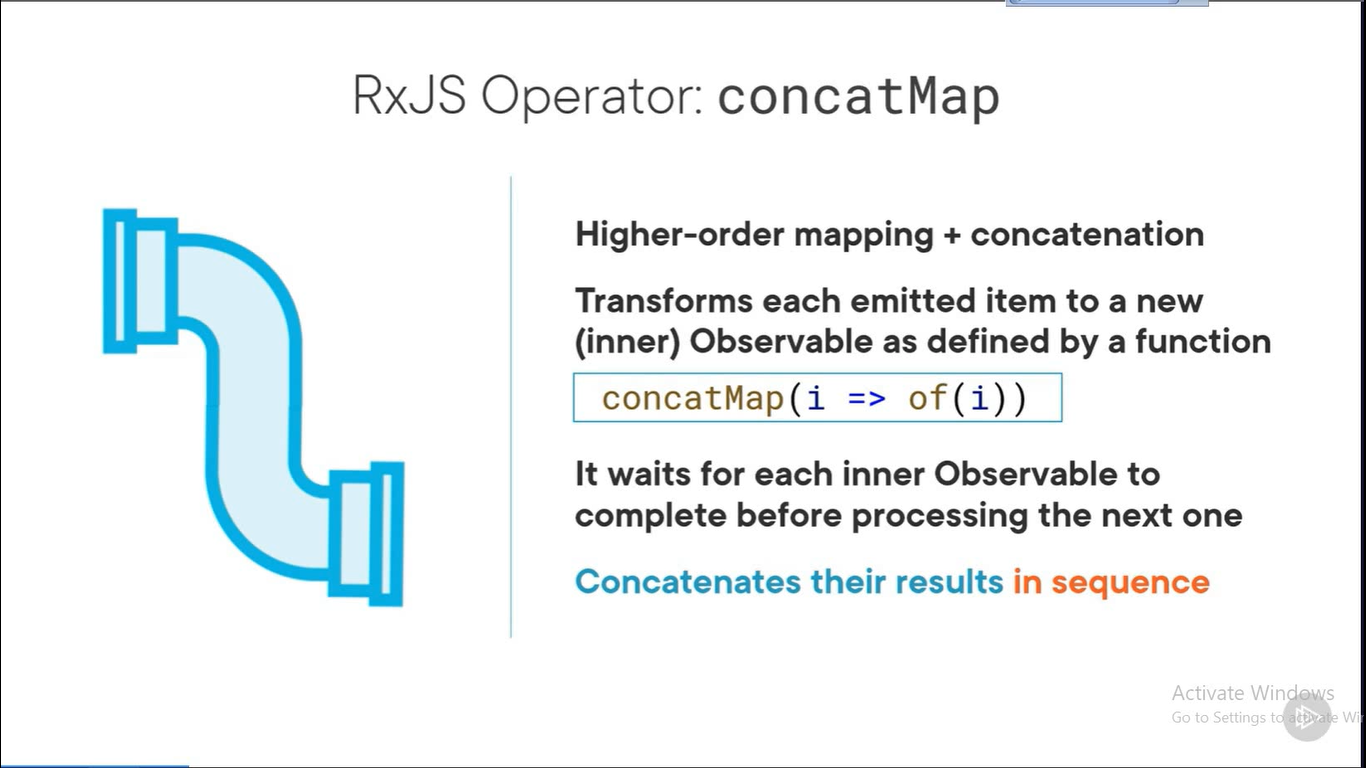 RxJS Operator: concatMap
Higher-order mapping + concatenation
Transforms each emitted item to a new
(inner) Observable as defined by a function
concatMap(i => of(i))
It waits for each inner Observable to
complete before processing the next one
Concatenates their results in sequence
Activate Windows
Go to Settings to activate Wi